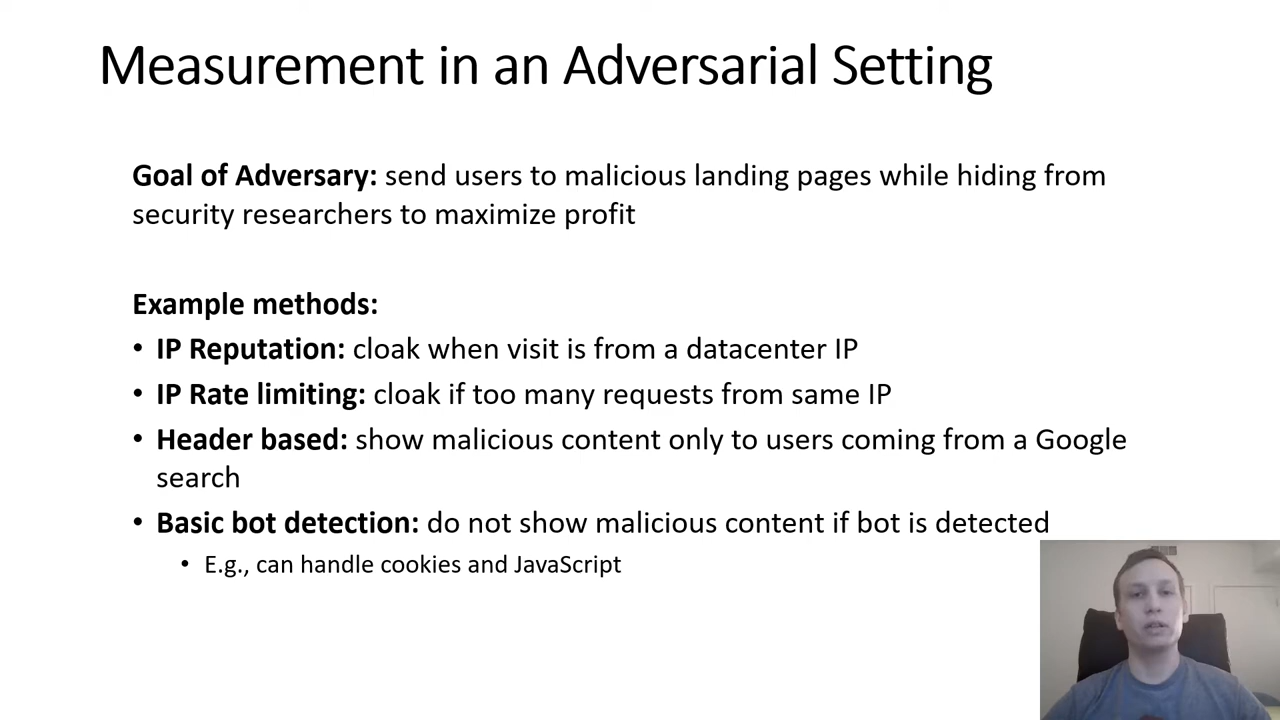 Measurement in an Adversarial Setting
Goal of Adversary: send users to malicious landing pages while hiding from
security researchers to maximize profit
Example methods:
• IP Reputation: cloak when visit is from a datacenter IP
• IP Rate limiting: cloak if too many requests from same IP
• Header based: show malicious content only to users coming from a Google
search
• Basic bot detection: do not show malicious content if bot is detected
• E.g., can handle cookies and JavaScript